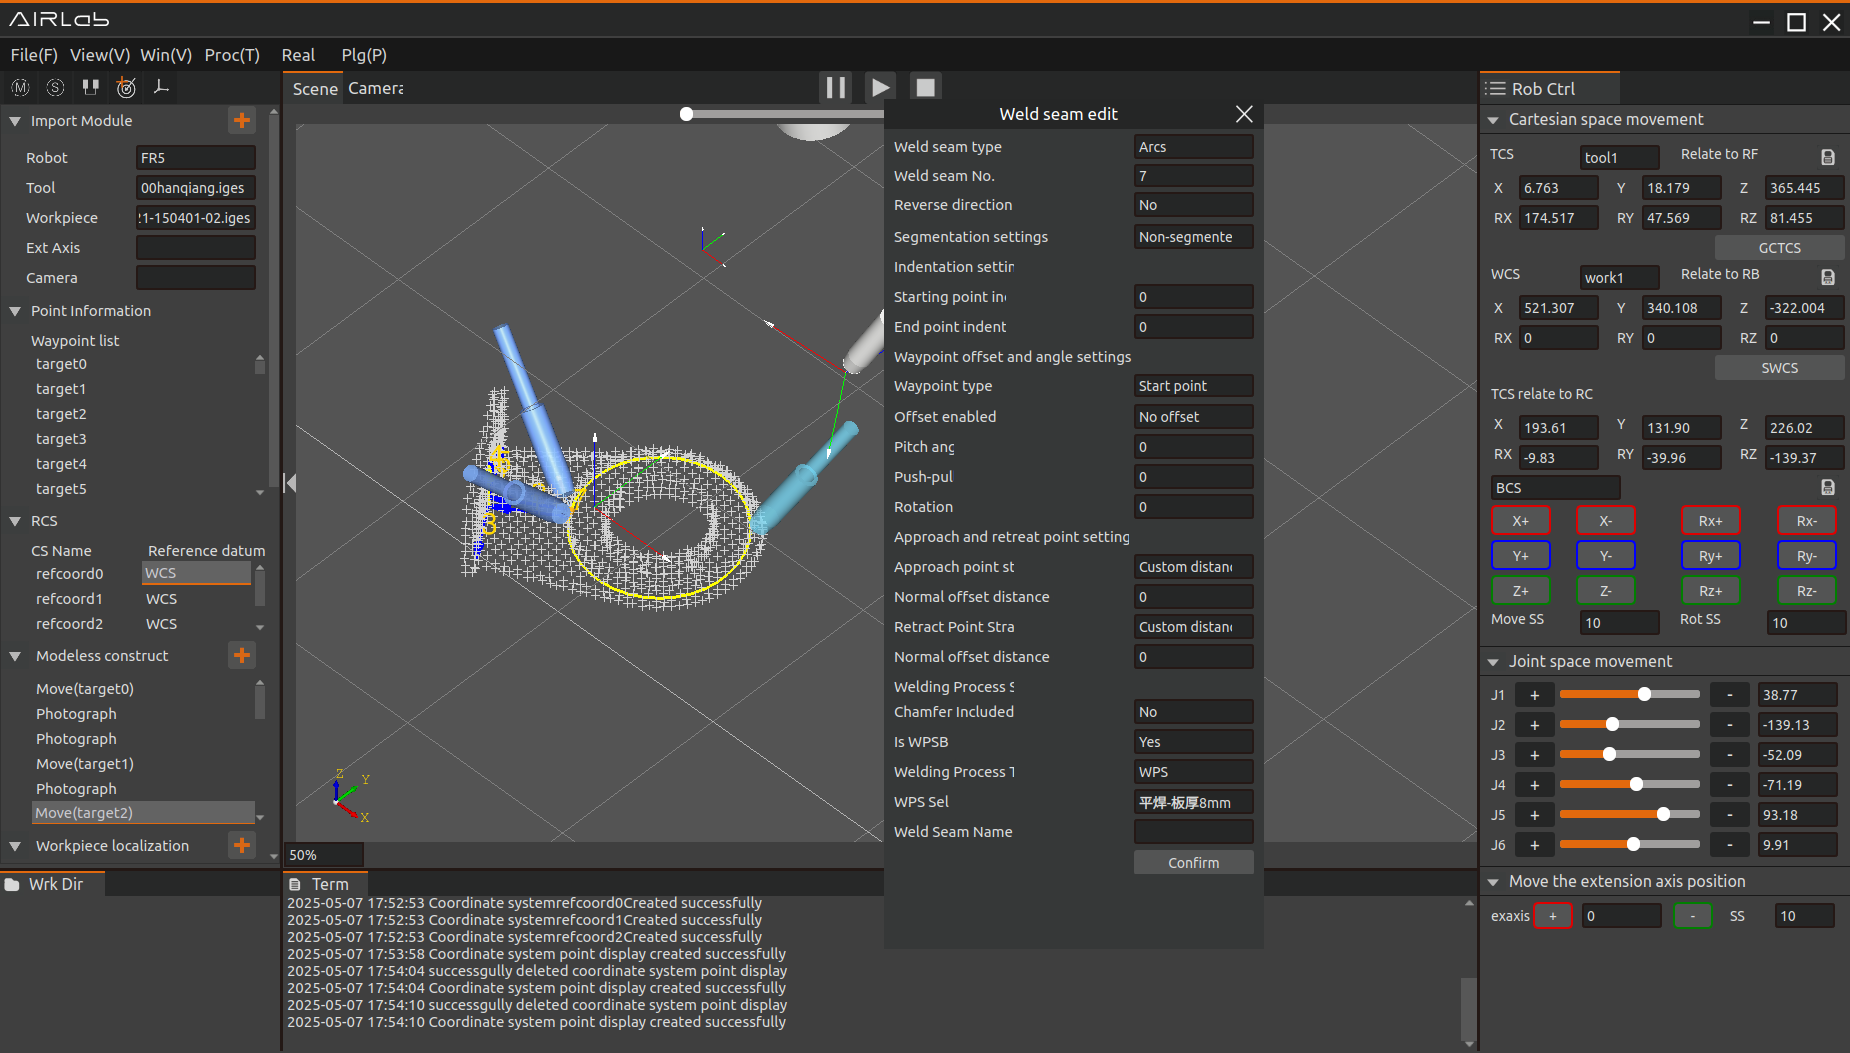 AIRLab
File(F) View(V) Win(V) Proc(T) Real Plg(P)
M S
Scene Camera
Import Module
Robot FR5
Tool 00hanqiang.iges
Workpiece 21-150401-02.iges
Ext Axis
Camera
Point Information
Waypoint list
target0
target1
target2
target3
target4
target5
RCS
CS Name Reference datum
refcoord0 WCS
refcoord1 WCS
refcoord2 WCS
Modeless construct
Move(target0)
Photograph
Photograph
Move(target1)
Photograph
Move(target2)
Workpiece localization
3
Z
Y
X
50%
Weld seam edit
Weld seam type Arcs
Weld seam No. 7
Reverse direction No
Segmentation settings Non-segmente
Indentation settin
Starting point in
End point indent 0
0
Waypoint offset and angle settings
Waypoint type Start point
Offset enabled No offset
Pitch ang 0
Push-pul 0
Rotation 0
Approach and retreat point setting
Approach point st Custom distanc
Normal offset distance 0
Retract Point Stra Custom distanc
Normal offset distance 0
Welding Process S
Chamfer Included No
Is WPSB Yes
Welding Process T WPS
WPS Sel 平焊-板厚8mm
Weld Seam Name
Confirm
Rob Ctrl
Cartesian space movement
TCS tool1 Relate to RF
X 6.763 Y 18.179 Z 365.445
RX 174.517 RY 47.569 RZ 81.455
GCTCS
WCS work1 Relate to RB
X 521.307 Y 340.108 Z -322.004
RX 0 RY 0 RZ 0
SWCS
TCS relate to RC
X 193.61 Y 131.90 Z 226.02
RX -9.83 RY -39.96 RZ -139.37
BCS
X+ X- Rx+ Rx-
Y+ Y- Ry+ Ry-
Z+ Z- Rz+ Rz-
Move SS 10 Rot SS 10
Joint space movement
J1 + - 38.77
J2 + - -139.13
J3 + - -52.09
J4 + - -71.19
J5 + - 93.18
J6 + - 9.91
Move the extension axis position
exaxis + 0 - SS 10
Wrk Dir
Term
2025-05-07 17:52:53 Coordinate systemrefcoord0Created successfully
2025-05-07 17:52:53 Coordinate systemrefcoord1Created successfully
2025-05-07 17:52:53 Coordinate systemrefcoord2Created successfully
2025-05-07 17:53:58 Coordinate system point display created successfully
2025-05-07 17:54:04 successgully deleted coordinate system point display
2025-05-07 17:54:04 Coordinate system point display created successfully
2025-05-07 17:54:10 successgully deleted coordinate system point display
2025-05-07 17:54:10 Coordinate system point display created successfully